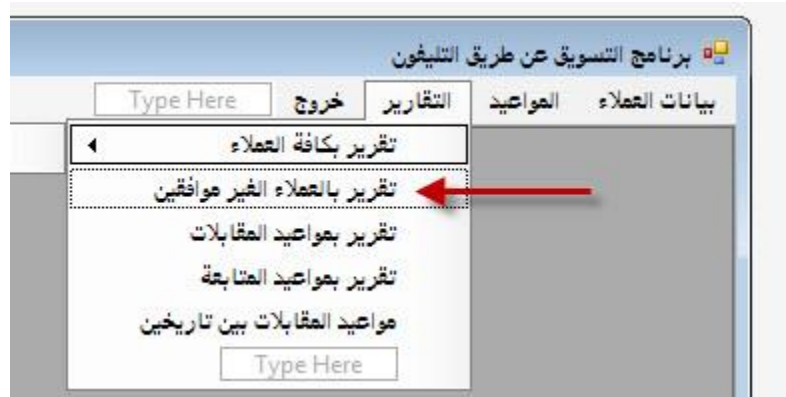 برنامج التسويق عن طريق التليفون
بيانات العملاء المواعيد التقارير خروج Type Here
تقرير بكافة العملاء
تقرير بالعملاء الغير موافقين
تقرير بمواعيد المقابلات
تقرير بمواعيد المتابعة
مواعيد المقابلات بين تاريخين
Type Here